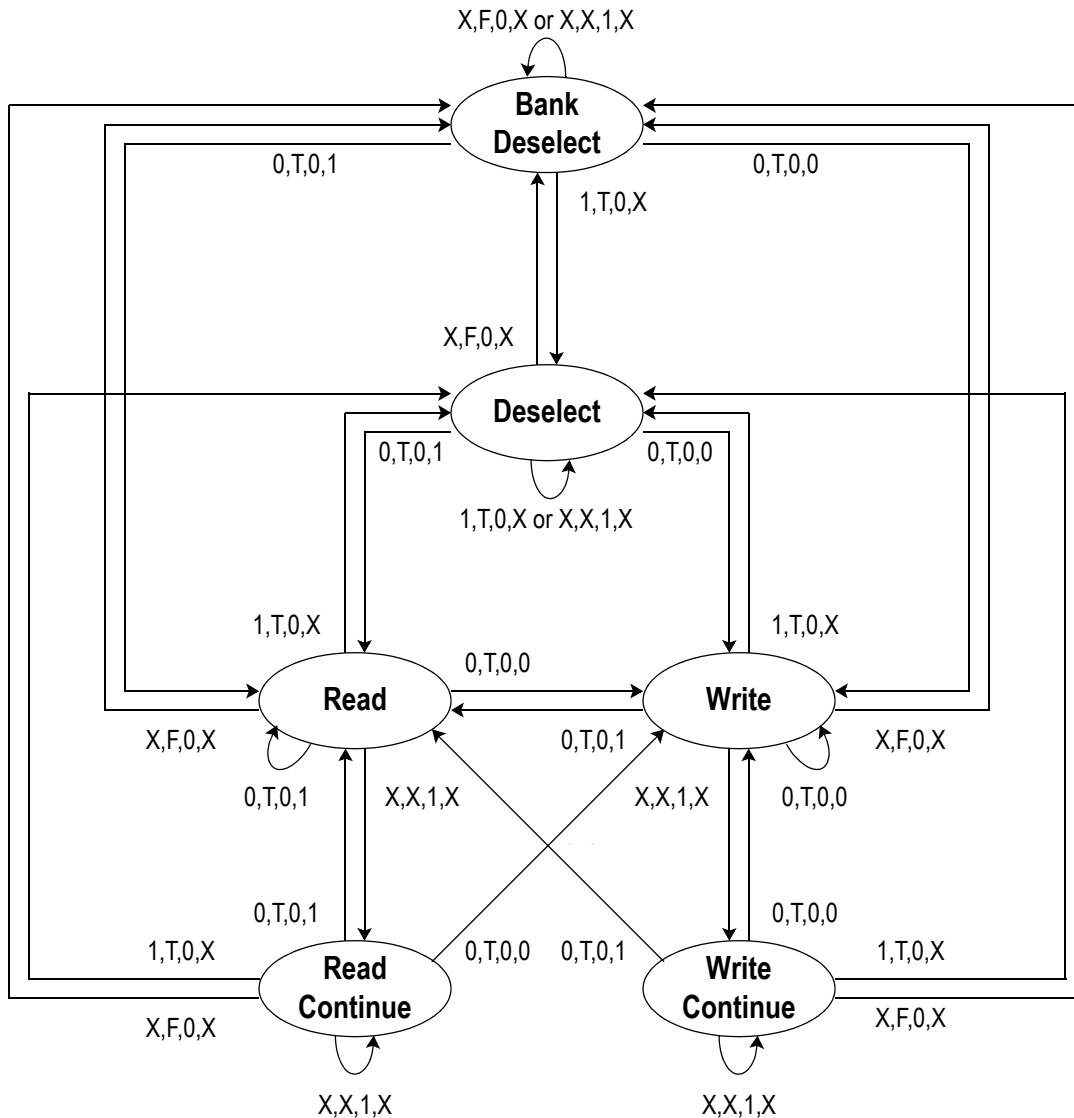 X,F,0,X or X,X,1,X
Bank
Deselect
0,T,0,1
0,T,0,0
1,T,0,X
X,F,0,X
Deselect
0,T,0,1
0,T,0,0
1,T,0,X or X,X,1,X
1,T,0,X
1,T,0,X
0,T,0,0
Read
Write
X,F,0,X
0,T,0,1
X,F,0,X
0,T,0,1
X,X,1,X
X,X,1,X
0,T,0,0
0,T,0,1
0,T,0,0
1,T,0,X
0,T,0,0
0,T,0,1
1,T,0,X
Read
Continue
Write
Continue
X,F,0,X
X,F,0,X
X,X,1,X
X,X,1,X